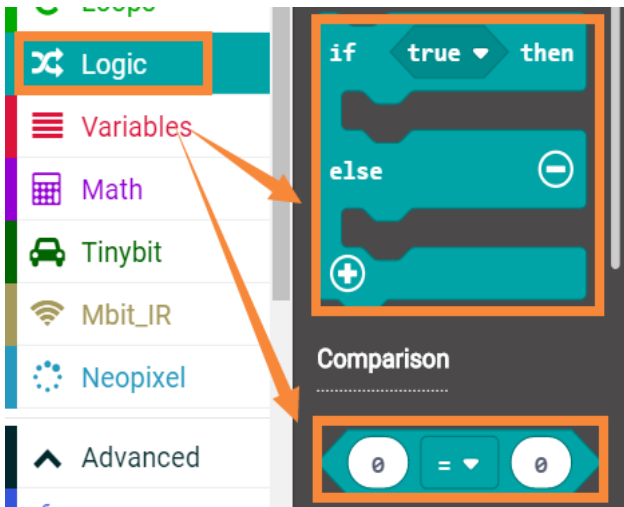 Logic
Variables
Math
Tinybit
Mbit_IR
Neopixel
Advanced
if true then
else
Comparison
0 = 0